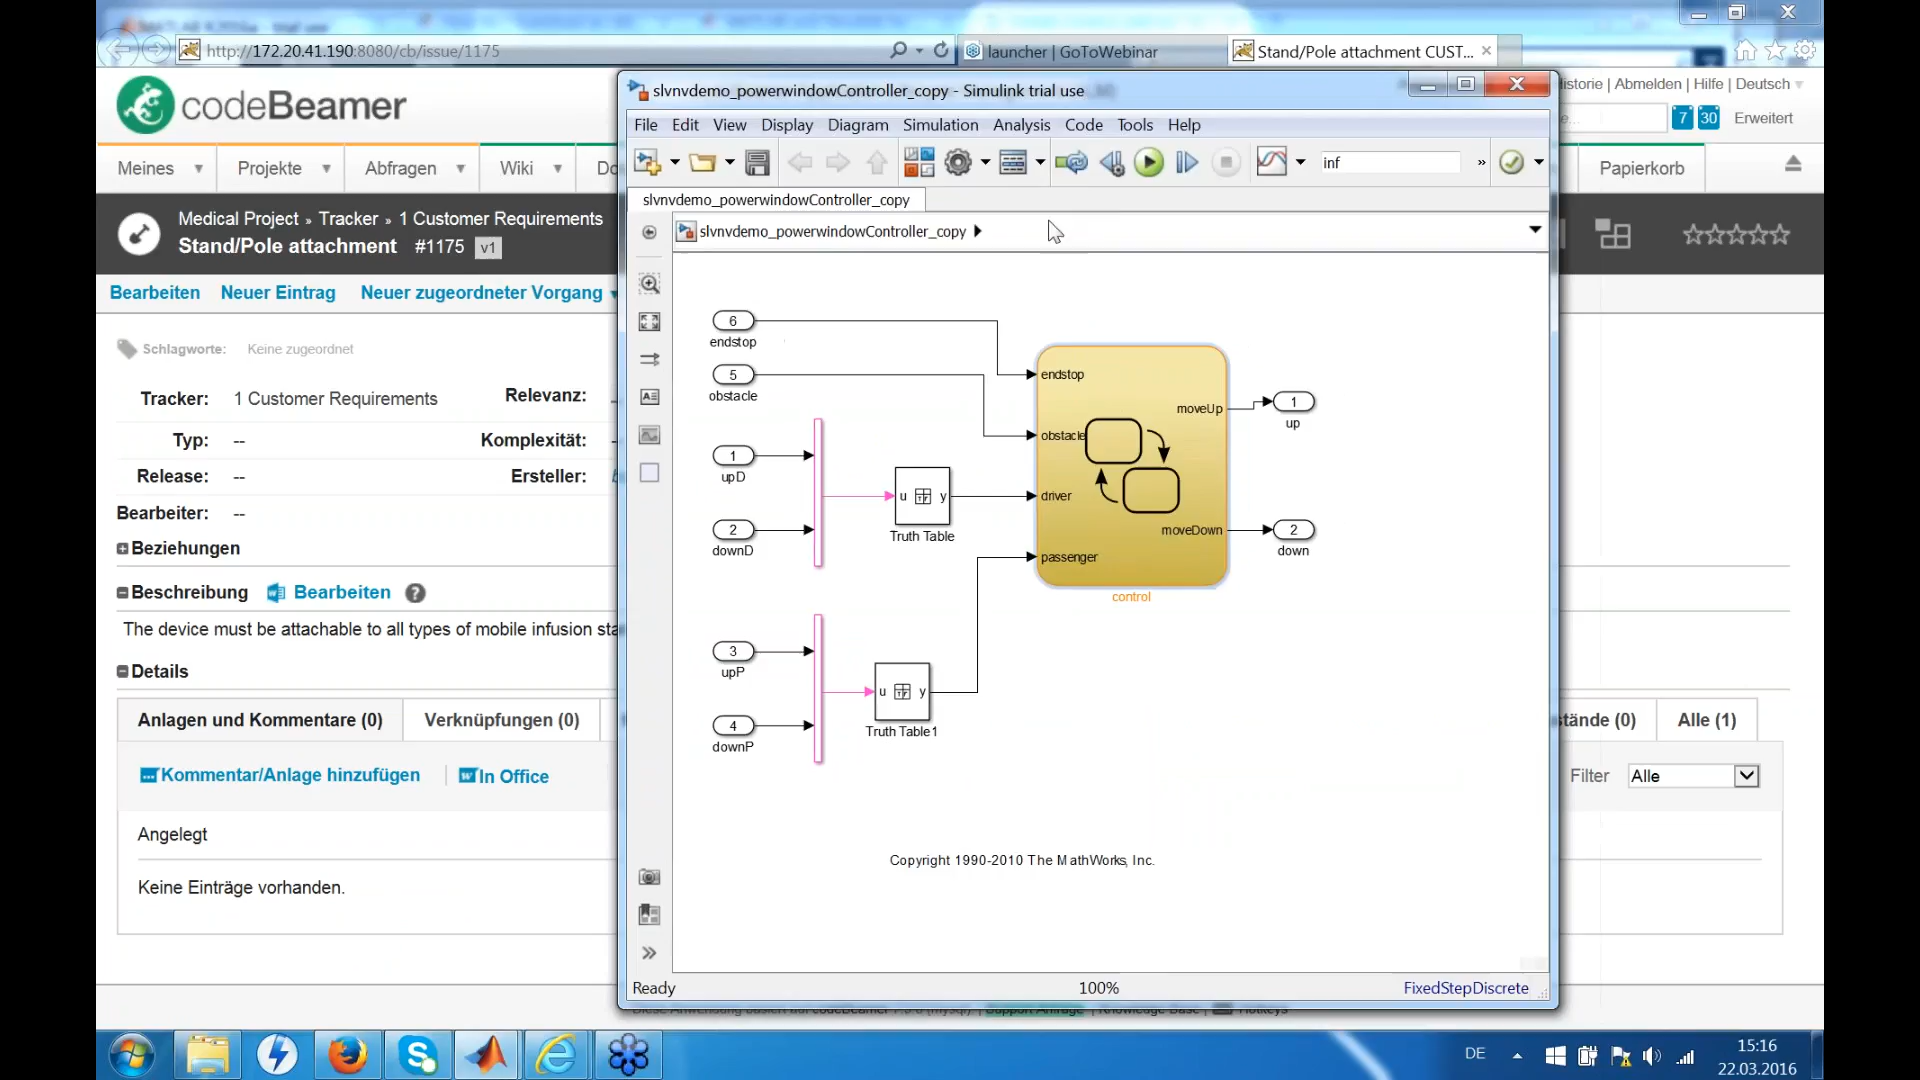 http://172.20.41.190:8080/cb/issue/1175
launcher | GoToWebinar
Stand/Pole attachment CUST...
codeBeamer
Historie | Abmelden | Hilfe | Deutsch
7 30 Erweitert
Meines
Projekte
Abfragen
Wiki
Papierkorb
Medical Project » Tracker » 1 Customer Requirements
Stand/Pole attachment #1175 v1
Bearbeiten Neuer Eintrag Neuer zugeordneter Vorgang
Schlagworte: Keine zugeordnet
Tracker: 1 Customer Requirements Relevanz:
Typ: -- Komplexität:
Release: -- Ersteller:
Bearbeiter: --
Beziehungen
Beschreibung Bearbeiten ?
The device must be attachable to all types of mobile infusion sta
Details
Anlagen und Kommentare (0) Verknüpfungen (0)
stände (0) Alle (1)
Kommentar/Anlage hinzufügen In Office
Filter Alle
Angelegt
Keine Einträge vorhanden.
slvnvdemo_powerwindowController_copy - Simulink trial use
File Edit View Display Diagram Simulation Analysis Code Tools Help
inf »
slvnvdemo_powerwindowController_copy
slvnvdemo_powerwindowController_copy
6
endstop
5
obstacle
1
upD
2
downD
3
upP
4
downP
u y
Truth Table
u y
Truth Table1
endstop
obstacle
driver
passenger
moveUp
moveDown
control
1
up
2
down
Copyright 1990-2010 The MathWorks, Inc.
Ready 100% FixedStepDiscrete
Support Anfrage | Knowledge Base | Hotkeys
DE
15:16
22.03.2016